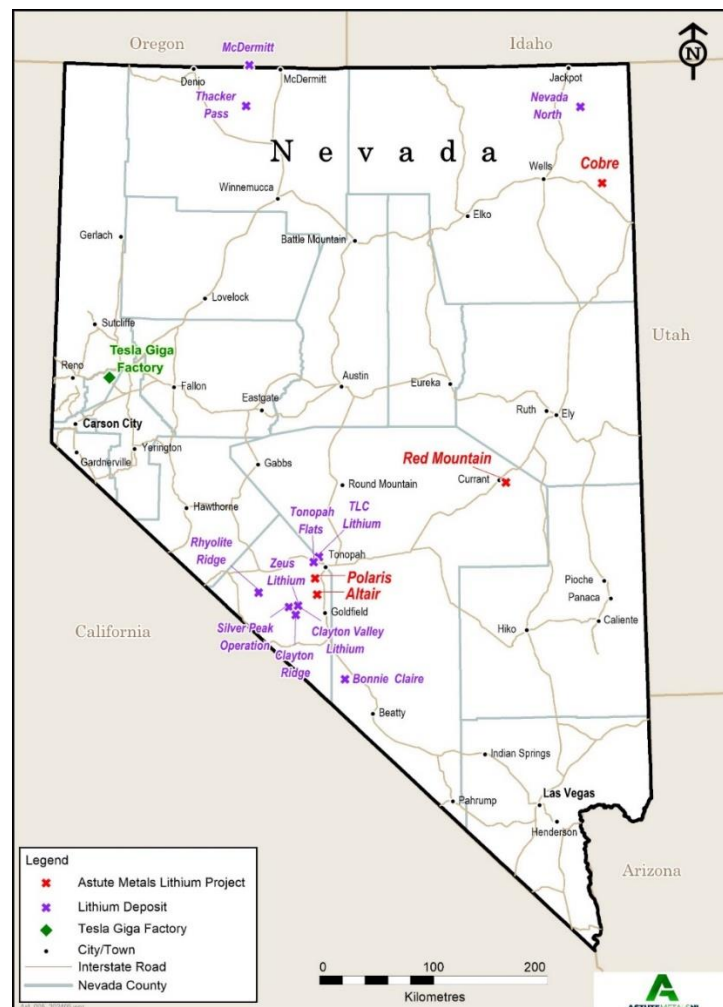 Oregon
McDermitt
Idaho
N
Denio
McDermitt
Jackpot
Thacker
Pass
Nevada
North
Nevada
Cobre
Wells
Winnemucca
Elko
Gerlach
Battle Mountain
Lovelock
Sutcliffe
Utah
Tesla Giga
Factory
Reno
Fallon
Austin
Eureka
Eastgate
Ruth
Ely
Carson City
Yerington
Gardnerville
Gabbs
Red Mountain
Currant
Round Mountain
Hawthorne
Tonopah
Flats
TLC
Lithium
Rhyolite
Ridge
Zeus
Lithium
Tonopah
Polaris
Altair
Pioche
Panaca
Goldfield
Caliente
California
Silver Peak
Operation
Clayton Valley
Lithium
Hiko
Clayton
Ridge
Bonnie Claire
Beatty
Indian Springs
Pahrump
Las Vegas
Henderson
Arizona
Legend
Astute Metals Lithium Project
Lithium Deposit
Tesla Giga Factory
City/Town
Interstate Road
Nevada County
0 100 200
Kilometres